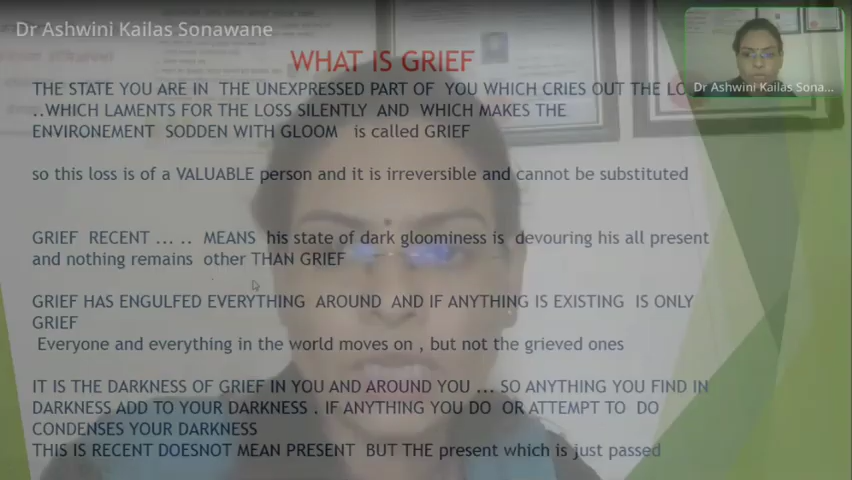 Dr Ashwini Kailas Sonawane
WHAT IS GRIEF
THE STATE YOU ARE IN THE UNEXPRESSED PART OF YOU WHICH CRIES OUT THE LO
Dr Ashwini Kailas Sona...
..WHICH LAMENTS FOR THE LOSS SILENTLY AND WHICH MAKES THE
ENVIRONEMENT SODDEN WITH GLOOM is called GRIEF
so this loss is of a VALUABLE person and it is irreversible and cannot be substituted
GRIEF RECENT ... .. MEANS his state of dark gloominess is devouring his all present
and nothing remains other THAN GRIEF
GRIEF HAS ENGULFED EVERYTHING AROUND AND IF ANYTHING IS EXISTING IS ONLY
GRIEF
Everyone and everything in the world moves on , but not the grieved ones
IT IS THE DARKNESS OF GRIEF IN YOU AND AROUND YOU ... SO ANYTHING YOU FIND IN
DARKNESS ADD TO YOUR DARKNESS . IF ANYTHING YOU DO OR ATTEMPT TO DO
CONDENSES YOUR DARKNESS
THIS IS RECENT DOESNOT MEAN PRESENT BUT THE present which is just passed